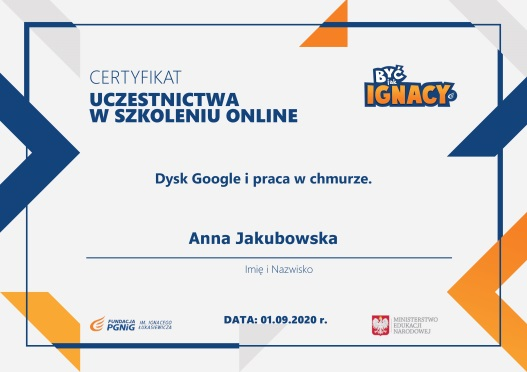 CERTYFIKAT
UCZESTNICTWA
W SZKOLENIU ONLINE
BYĆ
JAK
IGNACY
Dysk Google i praca w chmurze.
Anna Jakubowska
Imię i Nazwisko
FUNDACJA
PGNiG
IM. IGNACEGO
ŁUKASIEWICZA
DATA: 01.09.2020 r.
MINISTERSTWO
EDUKACJI
NARODOWEJ